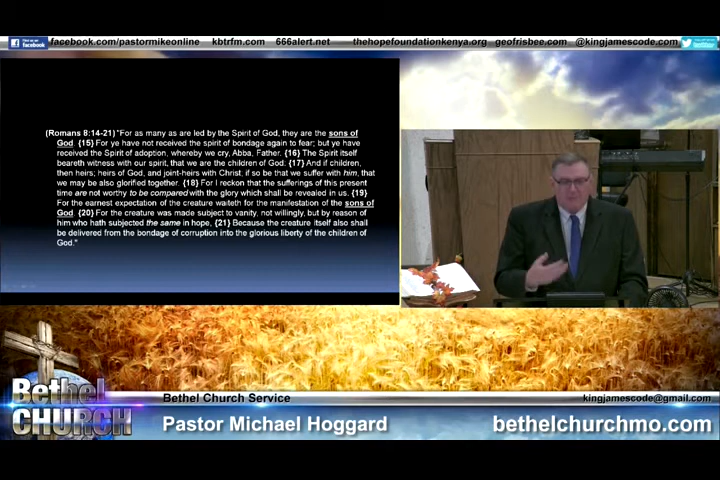 facebook.com/pastormikeonline kbtrfm.com 666alert.net thehopefoundationkenya.org geofrisbee.com @kingjamescode.com
(Romans 8:14-21) "For as many as are led by the Spirit of God, they are the sons of
God. {15} For ye have not received the spirit of bondage again to fear; but ye have
received the Spirit of adoption, whereby we cry, Abba, Father. {16} The Spirit itself
beareth witness with our spirit, that we are the children of God: {17} And if children,
then heirs; heirs of God, and joint-heirs with Christ; if so be that we suffer with him, that
we may be also glorified together. {18} For I reckon that the sufferings of this present
time are not worthy to be compared with the glory which shall be revealed in us. {19}
For the earnest expectation of the creature waiteth for the manifestation of the sons of
God. {20} For the creature was made subject to vanity, not willingly, but by reason of
him who hath subjected the same in hope, {21} Because the creature itself also shall
be delivered from the bondage of corruption into the glorious liberty of the children of
God."
Bethel
CHURCH
Bethel Church Service kingjamescode@gmail.com
Pastor Michael Hoggard bethelchurchmo.com